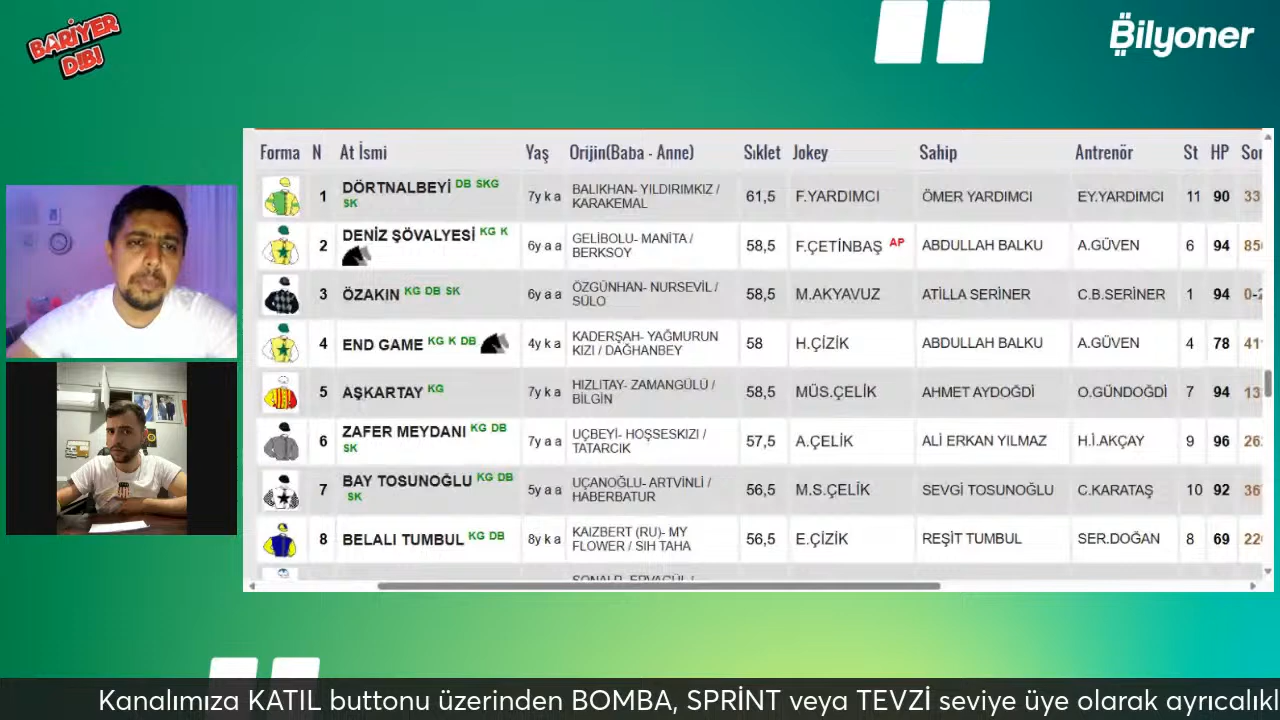 BARİYER
DİBİ
Bilyoner
Forma N At İsmi Yaş Orijin(Baba - Anne) Sıklet Jokey Sahip Antrenör St HP
1 DÖRTNALBEYİ DB SKG SK 7y k a BALIKHAN- YILDIRIMKIZ / KARAKEMAL 61,5 F.YARDIMCI ÖMER YARDIMCI EY.YARDIMCI 11 90 33
2 DENİZ ŞÖVALYESİ KG K 6y a a GELİBOLU- MANİTA / BERKSOY 58,5 F.ÇETİNBAŞ AP ABDULLAH BALKU A.GÜVEN 6 94
3 ÖZAKIN KG DB SK 6y a a ÖZGÜNHAN- NURSEVİL / SÜLO 58,5 M.AKYAVUZ ATİLLA SERİNER C.B.SERİNER 1 94
4 END GAME KG K DB 4y k a KADERŞAH- YAĞMURUN KIZI / DAĞHANBEY 58 H.ÇİZİK ABDULLAH BALKU A.GÜVEN 4 78
5 AŞKARTAY KG 7y k a HIZLITAY- ZAMANGÜLÜ / BİLGİN 58,5 MÜS.ÇELİK AHMET AYDOĞDİ O.GÜNDOĞDİ 7 94 13
6 ZAFER MEYDANI KG DB SK 7y a a UÇBEYİ- HOŞSESKIZI / TATARCIK 57,5 A.ÇELİK ALİ ERKAN YILMAZ H.İ.AKÇAY 9 96
7 BAY TOSUNOĞLU KG DB SK 5y a a UÇANOĞLU- ARTVİNLİ / HABERBATUR 56,5 M.S.ÇELİK SEVGİ TOSUNOĞLU C.KARATAŞ 10 92
8 BELALI TUMBUL KG DB 8y k a KAIZBERT (RU)- MY FLOWER / SIH TAHA 56,5 E.ÇİZİK REŞİT TUMBUL SER.DOĞAN 8 69
Kanalımıza KATIL buttonu üzerinden BOMBA, SPRİNT veya TEVZİ seviye üye olarak ayrıcalıkl